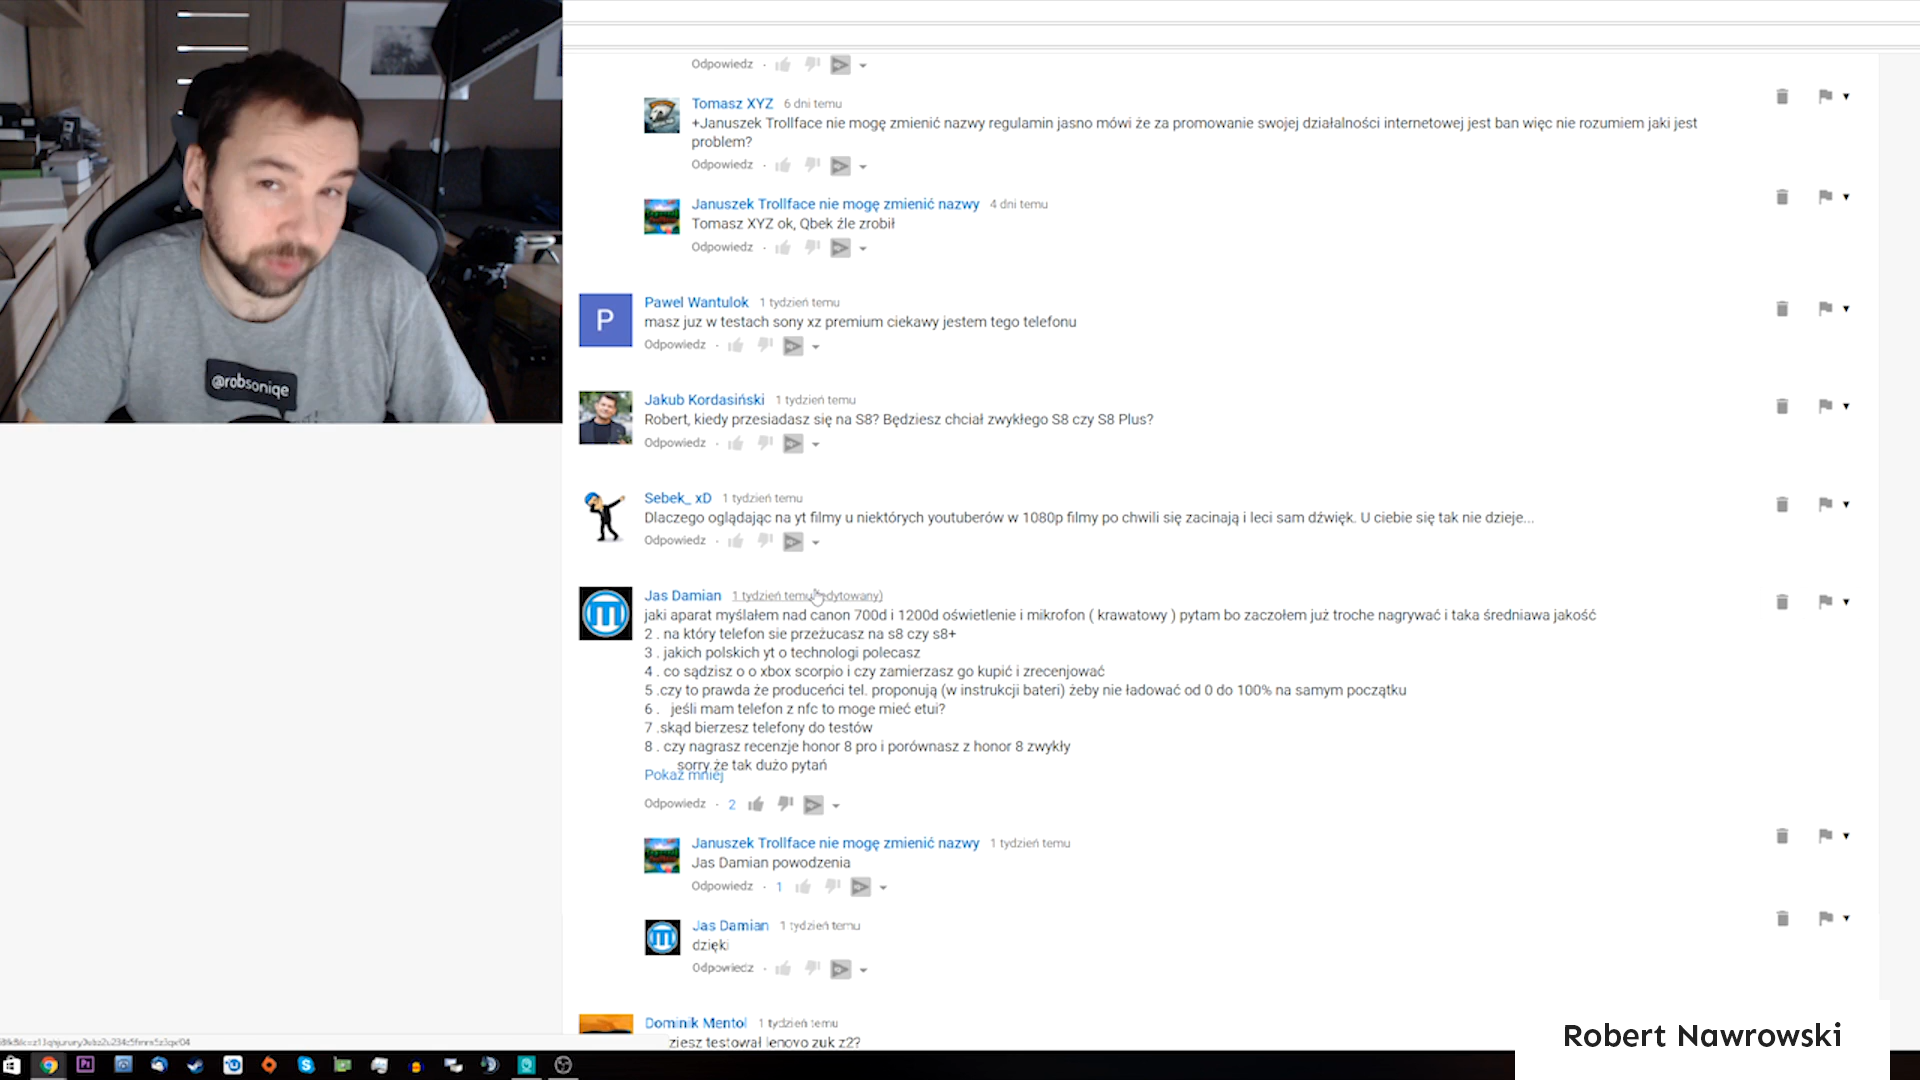 Odpowiedz
Tomasz XYZ 6 dni temu
+Januszek Trollface nie mogę zmienić nazwy regulamin jasno mówi że za promowanie swojej działalności internetowej jest ban więc nie rozumiem jaki jest
problem?
Odpowiedz
Januszek Trollface nie mogę zmienić nazwy 4 dni temu
Tomasz XYZ ok, Qbek źle zrobił
Odpowiedz
P
Pawel Wantulok 1 tydzień temu
masz juz w testach sony xz premium ciekawy jestem tego telefonu
Odpowiedz
@robsoniqe
Jakub Kordasiński 1 tydzień temu
Robert, kiedy przesiadasz się na S8? Będziesz chciał zwykłego S8 czy S8 Plus?
Odpowiedz
Sebek_ xD 1 tydzień temu
Dlaczego oglądając na yt filmy u niektórych youtuberów w 1080p filmy po chwili się zacinają i leci sam dźwięk. U ciebie się tak nie dzieje...
Odpowiedz
Jas Damian 1 tydzień temu
jaki aparat myślałem nad canon 700d i 1200d oświetlenie i mikrofon ( krawatowy ) pytam bo zaczołem już troche nagrywać i taka średniawa jakość
2 . na który telefon sie przeżucasz na s8 czy s8+
3 . jakich polskich yt o technologi polecasz
4 . co sądzisz o o xbox scorpio i czy zamierzasz go kupić i zrecenjować
5 .czy to prawda że produceńci tel. proponują (w instrukcji bateri) żeby nie ładować od 0 do 100% na samym początku
6 . jeśli mam telefon z nfc to moge mieć etui?
7 .skąd bierzesz telefony do testów
8 . czy nagrasz recenzje honor 8 pro i porównasz z honor 8 zwykły
sorry że tak dużo pytań
Pokaż mniej
Odpowiedz 2
Januszek Trollface nie mogę zmienić nazwy 1 tydzień temu
Jas Damian powodzenia
Odpowiedz 1
Jas Damian 1 tydzień temu
dzięki
Odpowiedz
Dominik Mentol 1 tydzień temu
ziesz testował lenovo zuk z2?
Robert Nawrowski